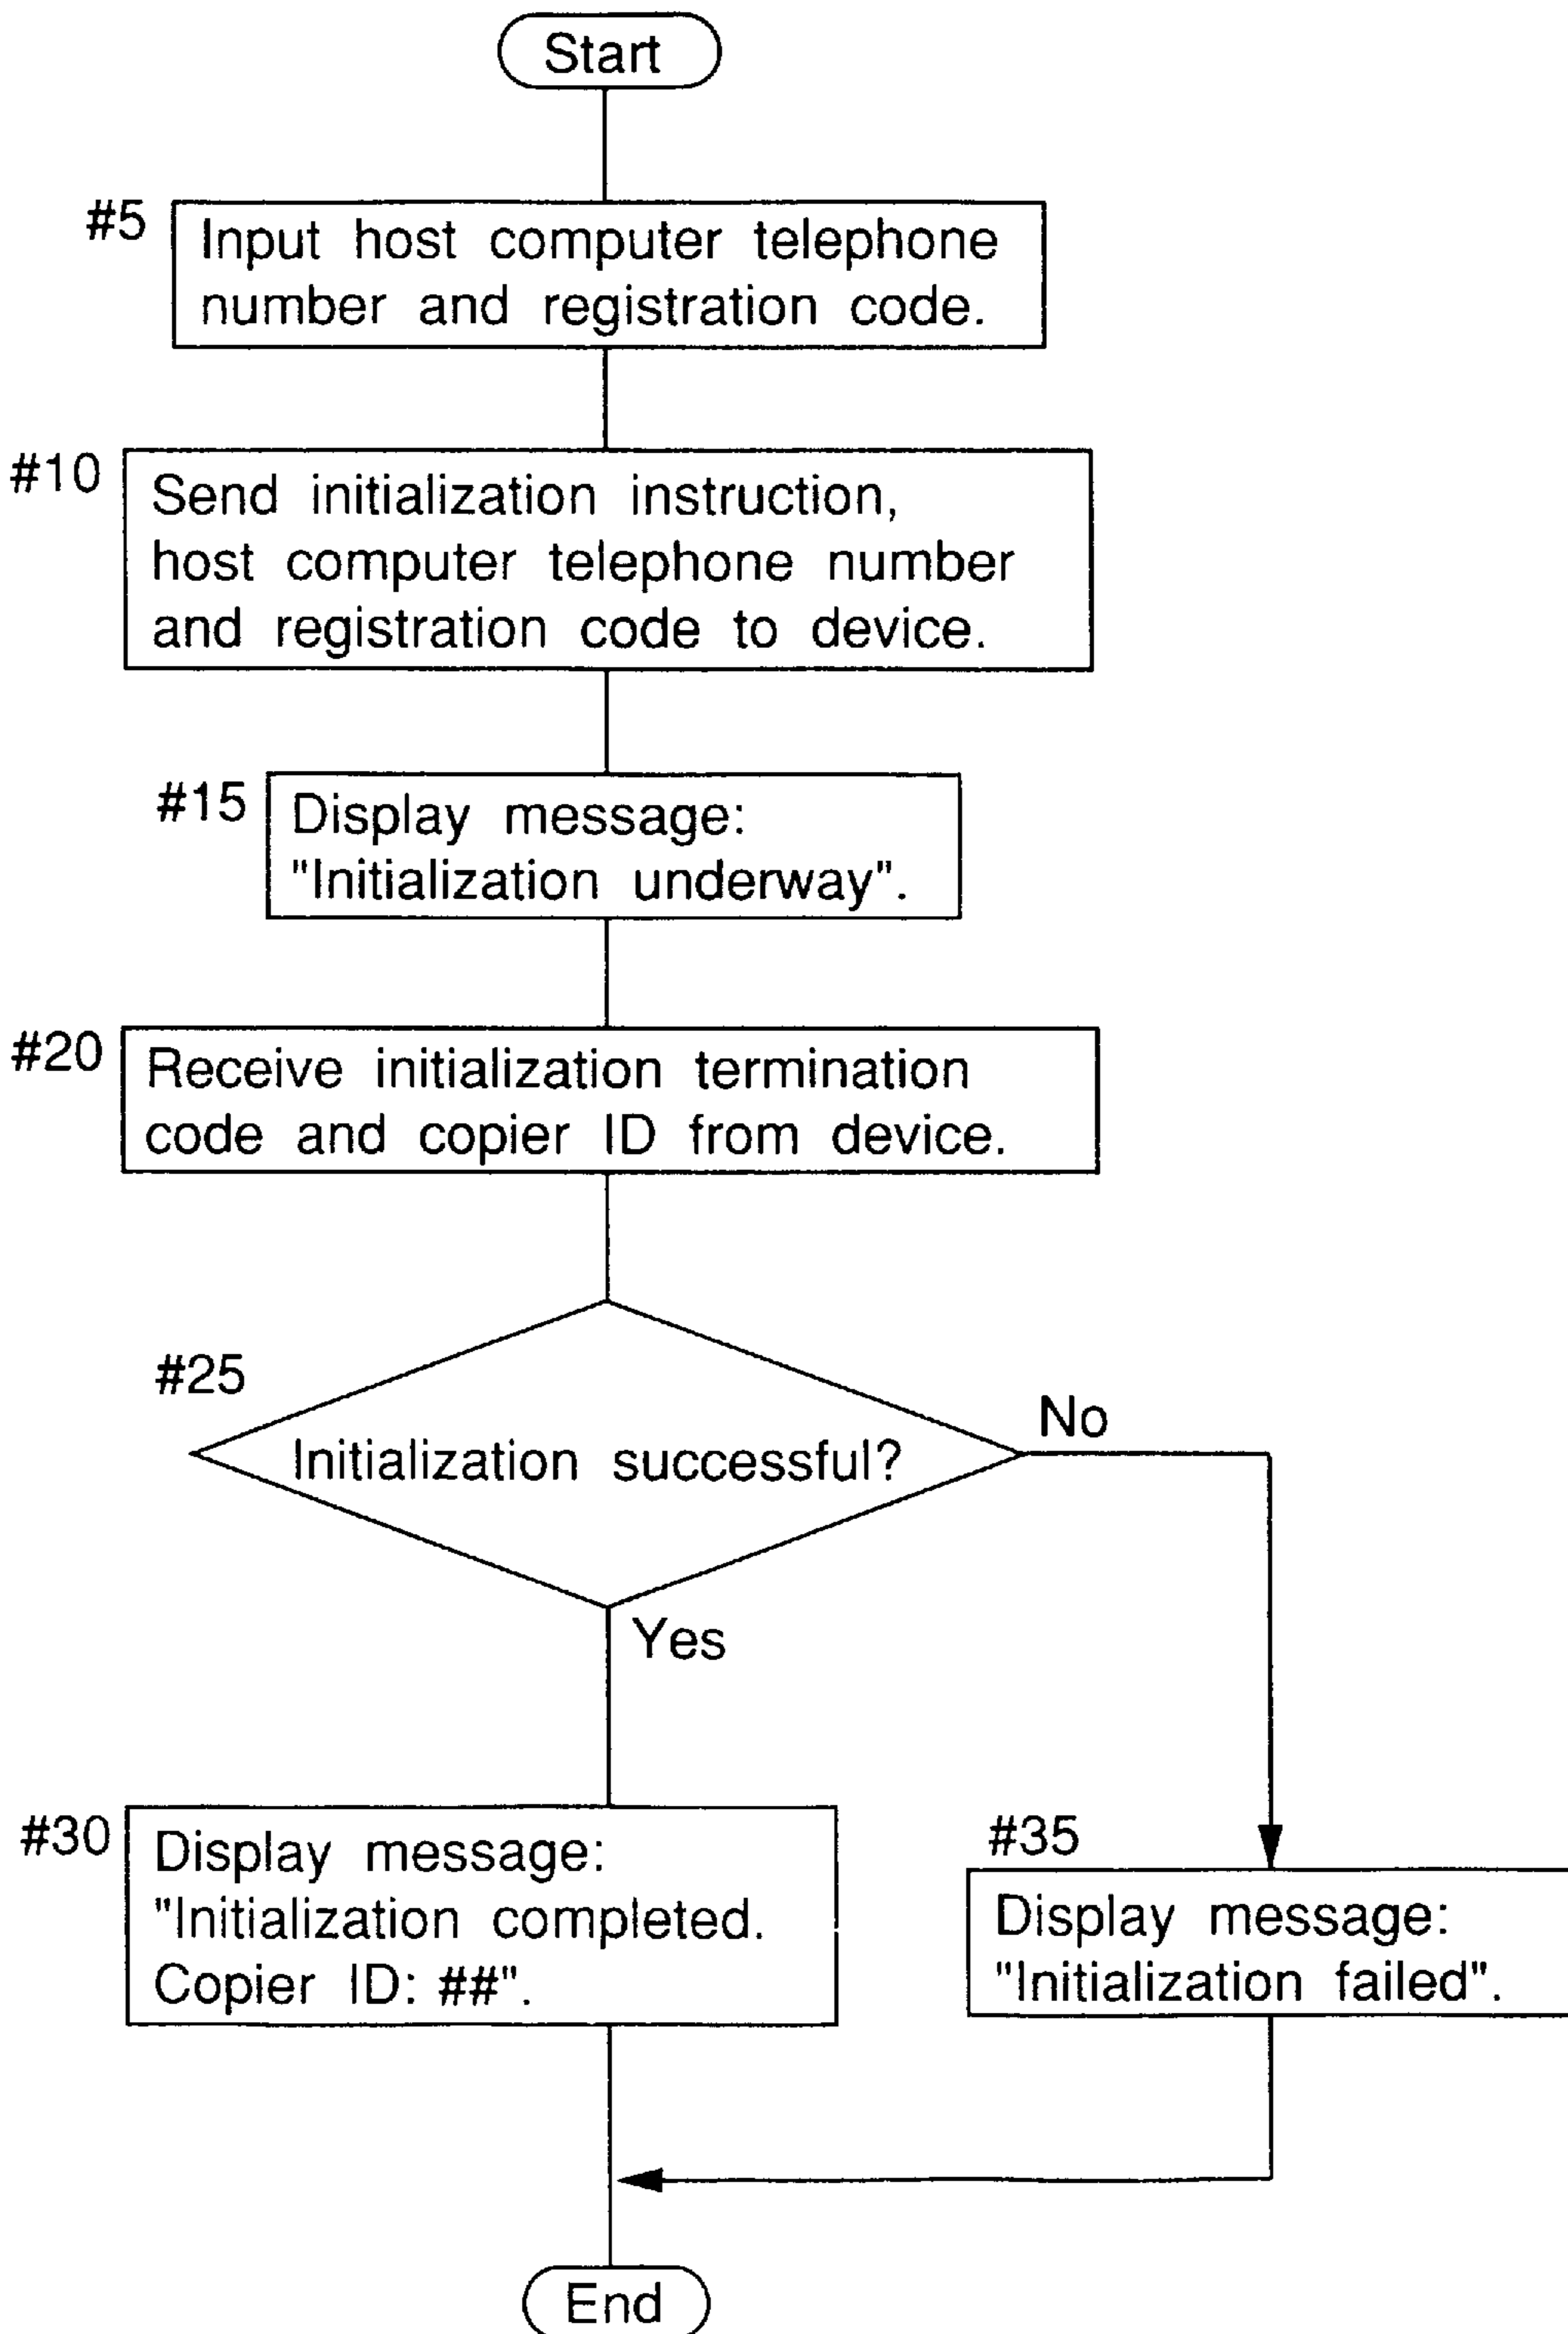 Start
#5
Input host computer telephone
number and registration code.
#10
Send initialization instruction,
host computer telephone number
and registration code to device.
#15
Display message:
"Initialization underway".
#20
Receive initialization termination
code and copier ID from device.
#25
Initialization successful?
No
Yes
#30
Display message:
"Initialization completed.
Copier ID: ##".
#35
Display message:
"Initialization failed".
End